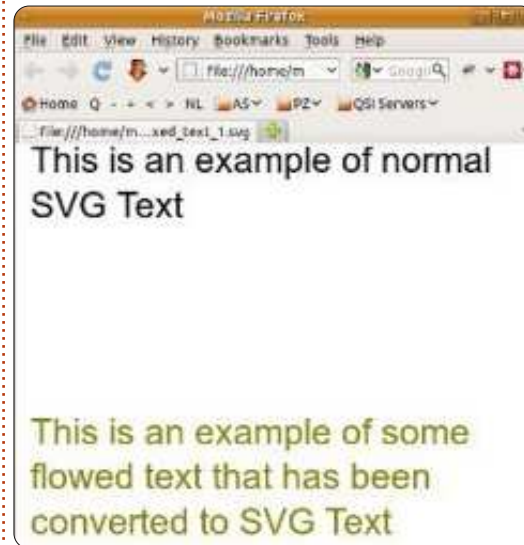 Mozilla Firefox
File Edit View History Bookmarks Tools Help
file:///home/m Google
Home Q - + < > NL AS PZ QSI Servers
file:///home/m...xed_text_1.svg
This is an example of normal
SVG Text
This is an example of some
flowed text that has been
converted to SVG Text